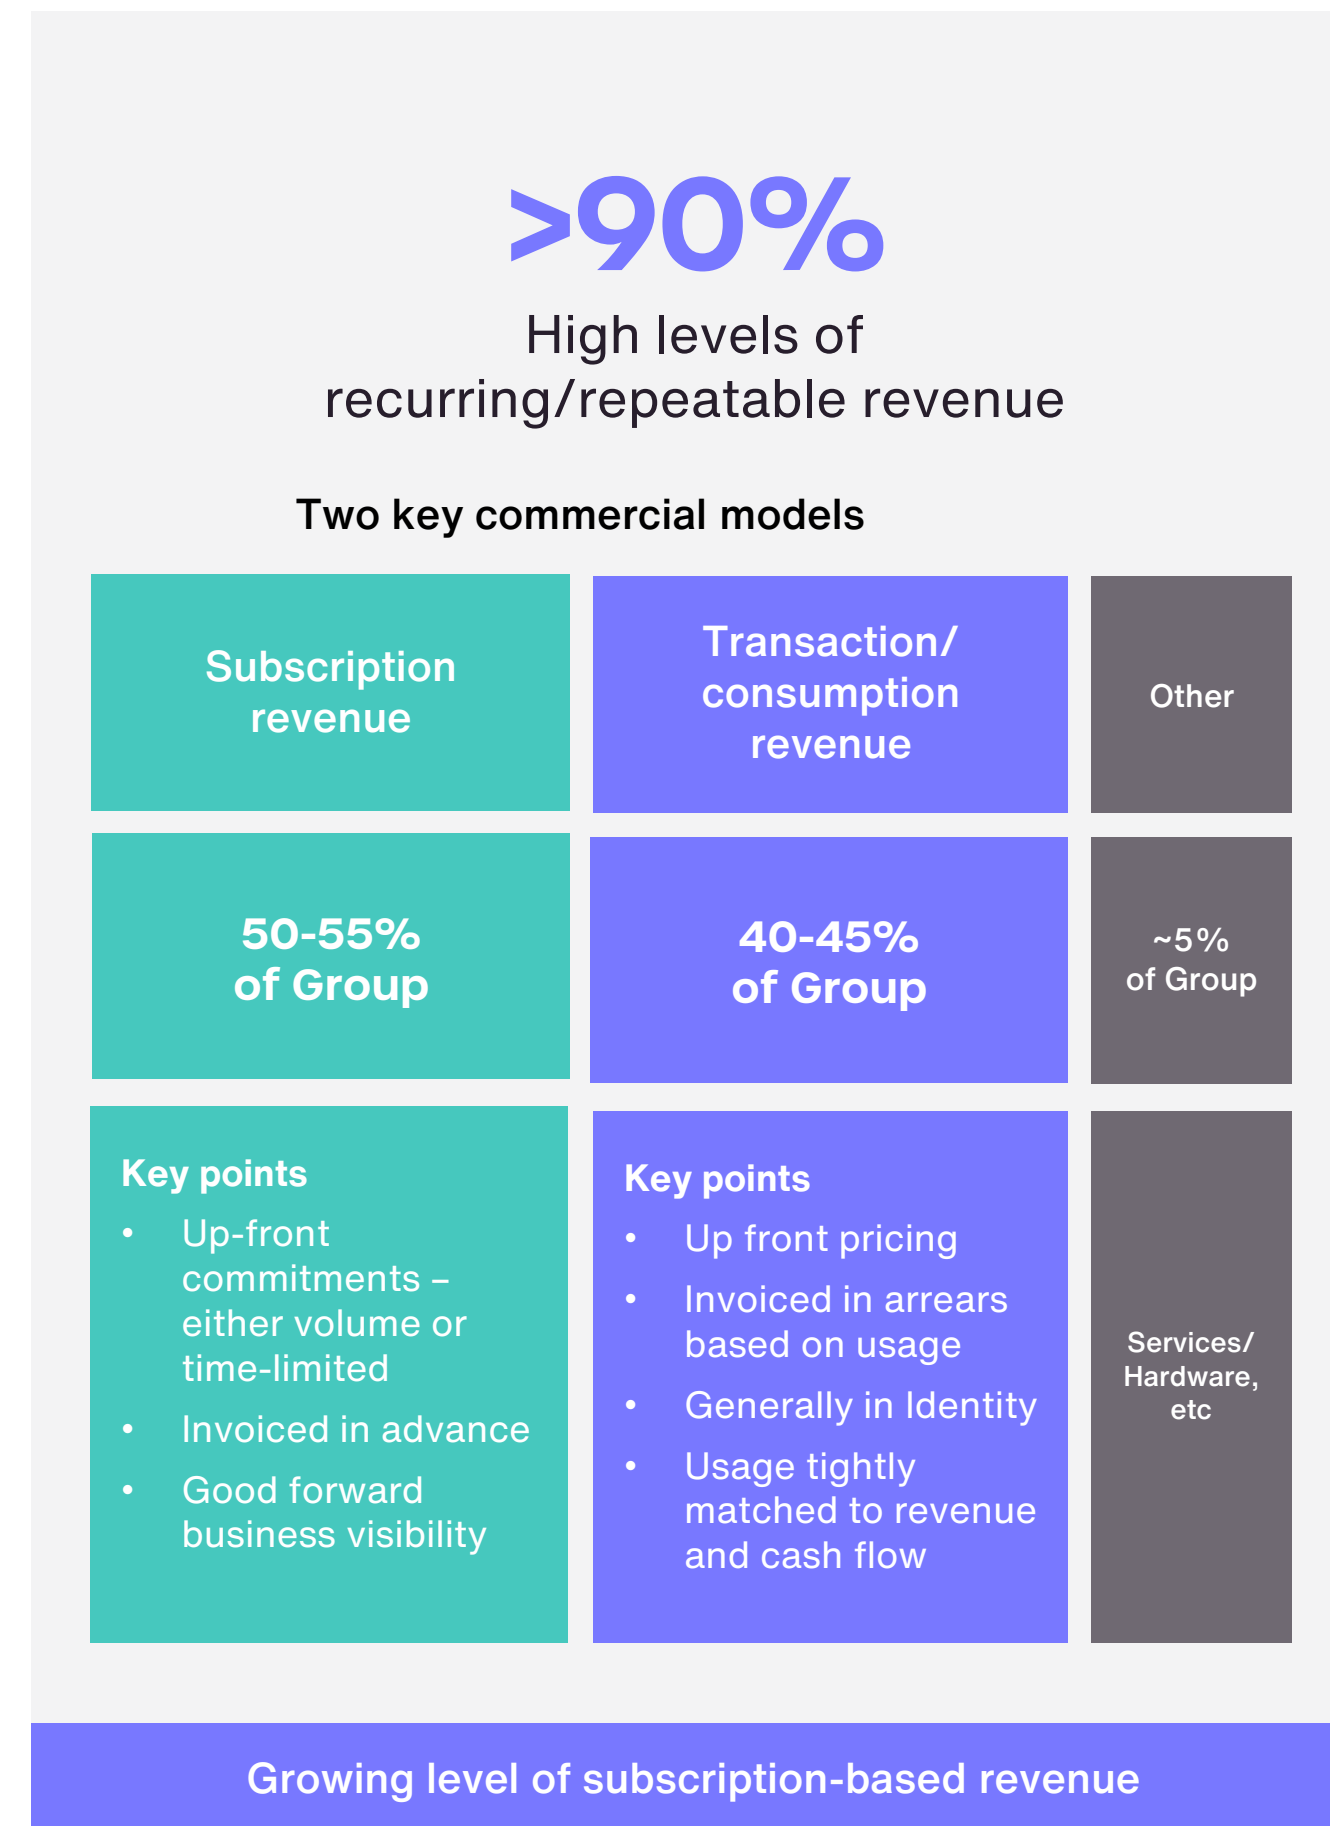 >90%
High levels of
recurring/repeatable revenue
Two key commercial models
Subscription
revenue
Transaction/
consumption
revenue
Other
50-55%
of Group
40-45%
of Group
~5%
of Group
Key points
• Up-front
commitments –
either volume or
time-limited
• Invoiced in advance
• Good forward
business visibility
Key points
• Up front pricing
• Invoiced in arrears
based on usage
• Generally in Identity
• Usage tightly
matched to revenue
and cash flow
Services/
Hardware,
etc
Growing level of subscription-based revenue